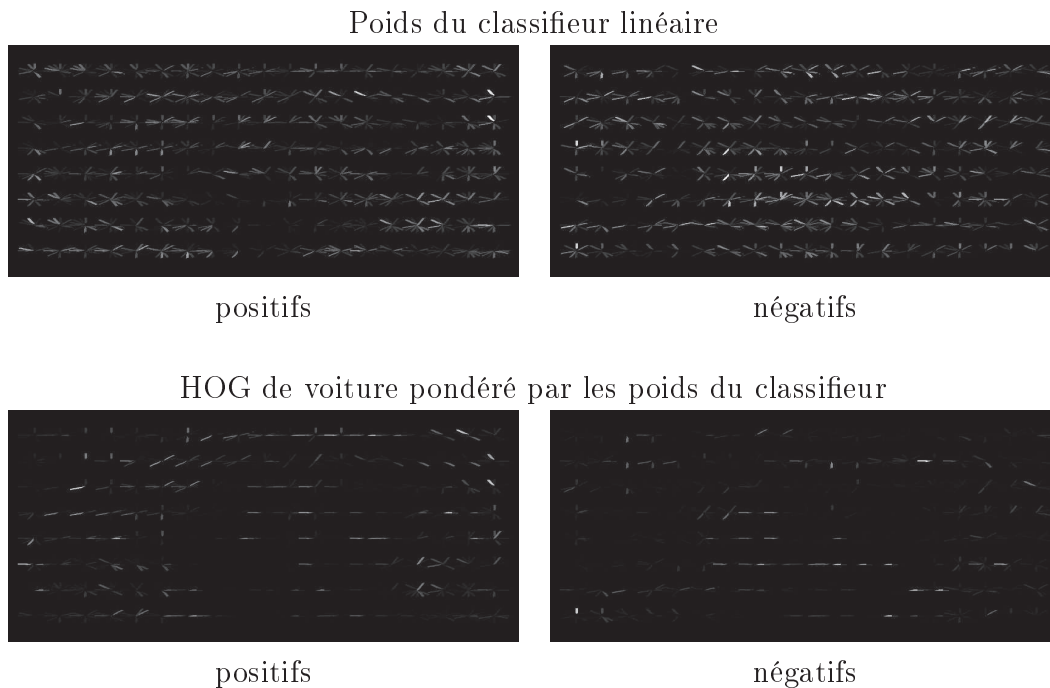 Poids du classifieur linéaire
positifs
négatifs
HOG de voiture pondéré par les poids du classifieur
positifs
négatifs